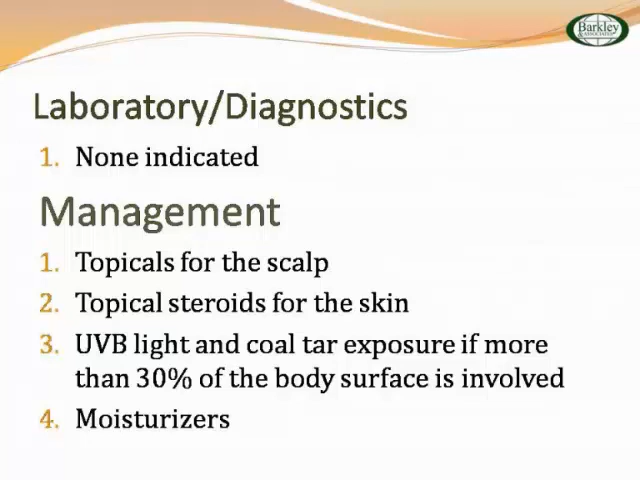 Barkley
& ASSOCIATES
Laboratory/Diagnostics
1. None indicated
Management
1. Topicals for the scalp
2. Topical steroids for the skin
3. UVB light and coal tar exposure if more
than 30% of the body surface is involved
4. Moisturizers